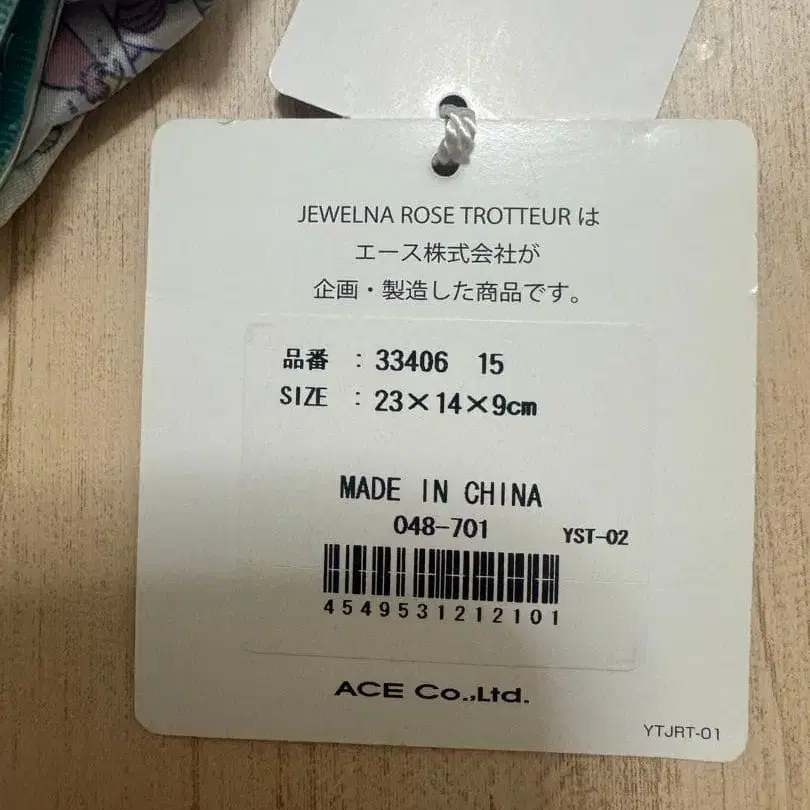 JEWELNA ROSE TROTTEUR は
エース株式会社が
企画・製造した商品です。
品番 : 33406 15
SIZE : 23×14×9cm
MADE IN CHINA
048-701 YST-02
4549531212101
ACE Co.,Ltd.
YTJRT-01